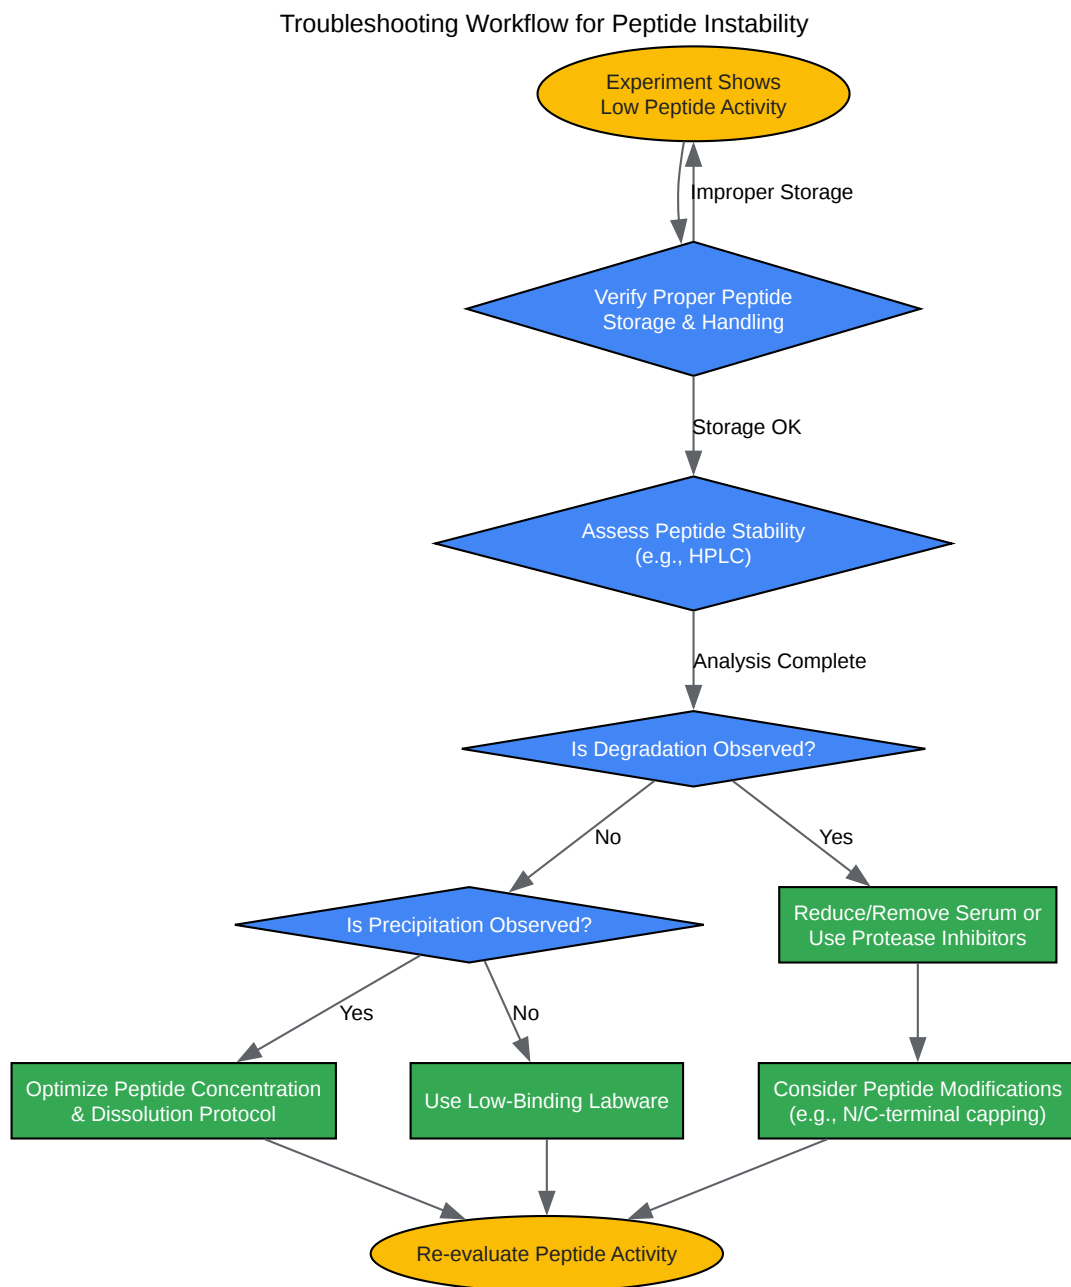 Troubleshooting Workflow for Peptide Instability
Experiment Shows
Low Peptide Activity
Improper Storage
Verify Proper Peptide
Storage & Handling
Storage OK
Assess Peptide Stability
(e.g., HPLC)
Analysis Complete
Is Degradation Observed?
No
Yes
Is Precipitation Observed?
Reduce/Remove Serum or
Use Protease Inhibitors
Yes
No
Optimize Peptide Concentration
& Dissolution Protocol
Use Low-Binding Labware
Consider Peptide Modifications
(e.g., N/C-terminal capping)
Re-evaluate Peptide Activity